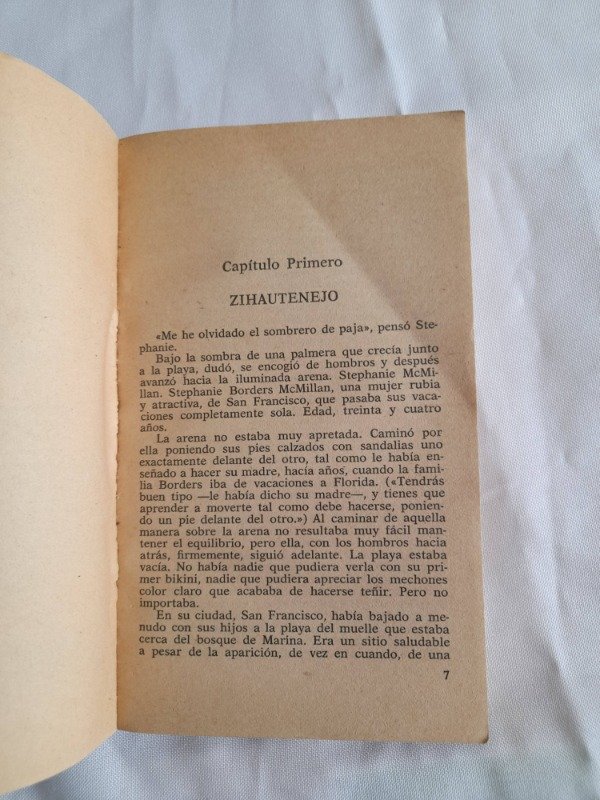 Capítulo Primero
ZIHAUTENEJO
«Me he olvidado el sombrero de paja», pensó Ste-
phanie.
Bajo la sombra de una palmera que crecía junto
a la playa, dudó, se encogió de hombros y después
avanzó hacia la iluminada arena. Stephanie McMi-
llan. Stephanie Borders McMillan, una mujer rubia
y atractiva, de San Francisco, que pasaba sus vaca-
ciones completamente sola. Edad, treinta y cuatro
años.
La arena no estaba muy apretada. Caminó por
ella poniendo sus pies calzados con sandalias uno
exactamente delante del otro, tal como le había en-
señado a hacer su madre, hacía años, cuando la fami-
lia Borders iba de vacaciones a Florida. («Tendrás
buen tipo —le había dicho su madre—, y tienes que
aprender a moverte tal como debe hacerse, ponien-
do un pie delante del otro.») Al caminar de aquella
manera sobre la arena no resultaba muy fácil man-
tener el equilibrio, pero ella, con los hombros hacia
atrás, firmemente, siguió adelante. La playa estaba
vacía. No había nadie que pudiera verla con su pri-
mer bikini, nadie que pudiera apreciar los mechones
color claro que acababa de hacerse teñir. Pero no
importaba.
En su ciudad, San Francisco, había bajado a me-
nudo con sus hijos a la playa del muelle que estaba
cerca del bosque de Marina. Era un sitio saludable
a pesar de la aparición, de vez en cuando, de una
7